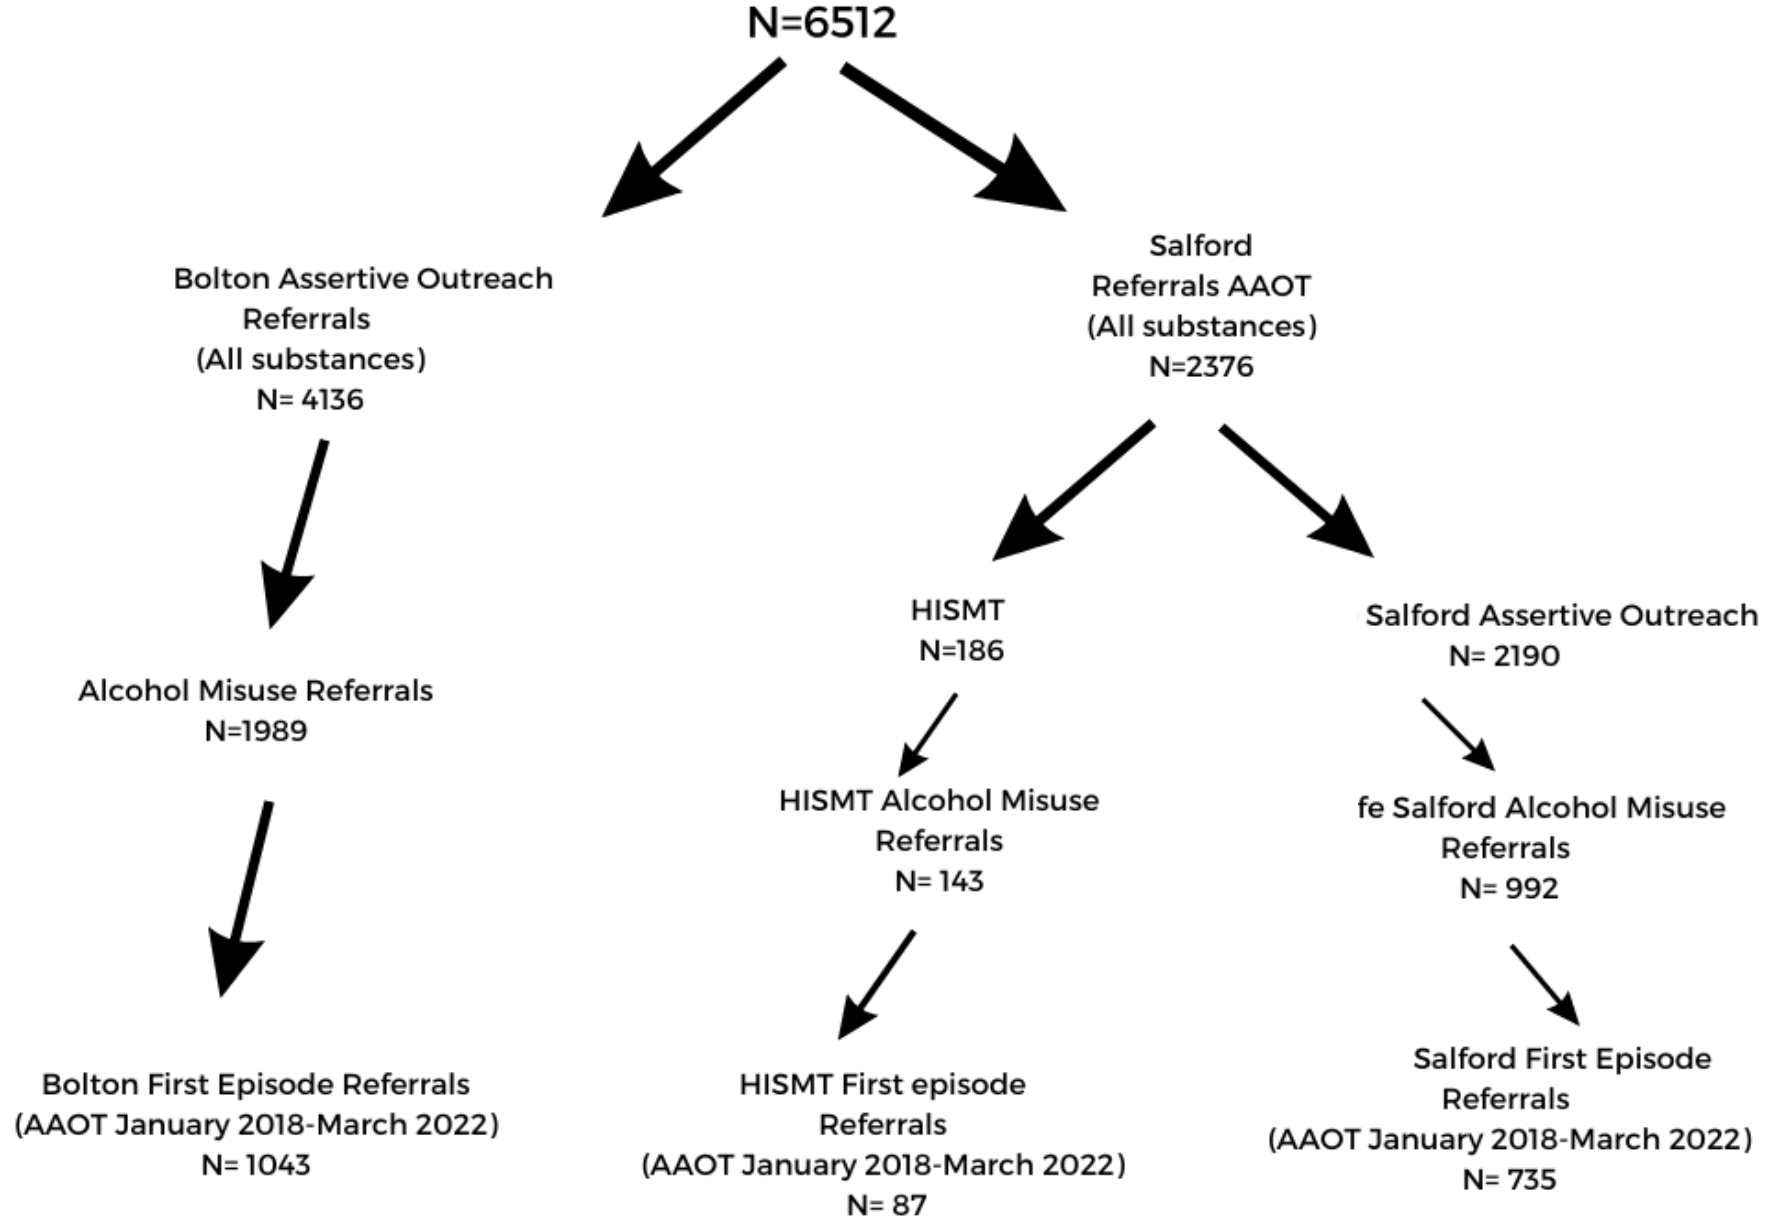 N=6512
Bolton Assertive Outreach
Referrals
(All substances)
N= 4136
Salford
Referrals AAOT
(All substances)
N=2376
Alcohol Misuse Referrals
N=1989
HISMT
N=186
Salford Assertive Outreach
N= 2190
HISMT Alcohol Misuse
Referrals
N= 143
fe Salford Alcohol Misuse
Referrals
N= 992
Bolton First Episode Referrals
(AAOT January 2018-March 2022)
N= 1043
HISMT First episode
Referrals
(AAOT January 2018-March 2022)
N= 87
Salford First Episode
Referrals
(AAOT January 2018-March 2022)
N= 735